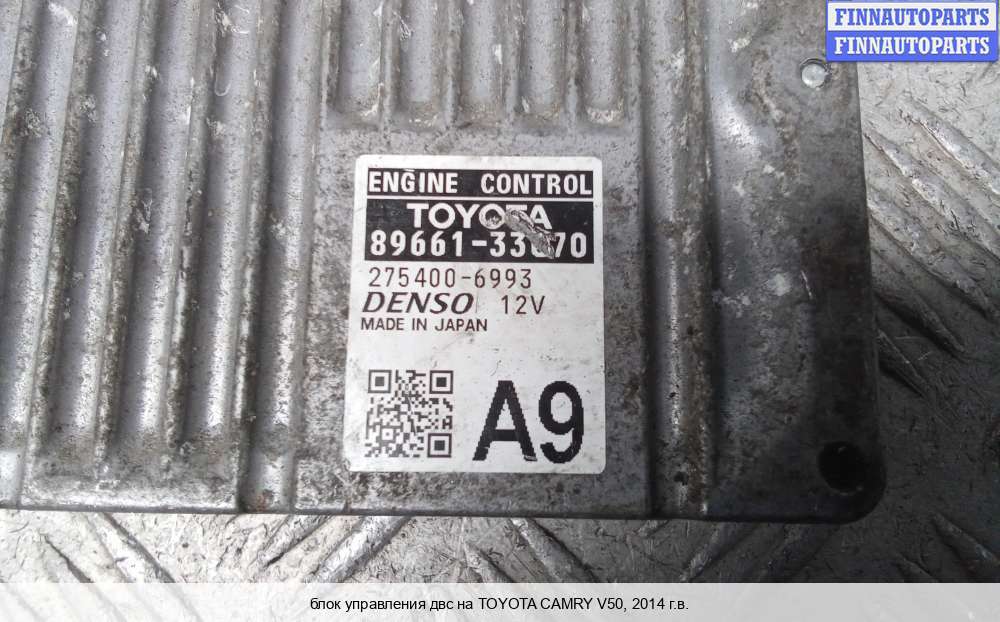 FINNAUTOPARTS
FINNAUTOPARTS
ENGINE CONTROL
TOYOTA
275400-6993
DENSO 12V
MADE IN JAPAN
A9
блок управления двс на TOYOTA CAMRY V50, 2014 г.в.